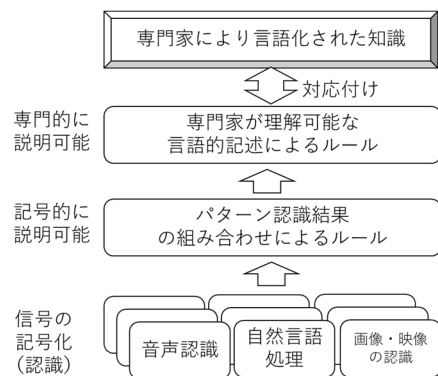 専門家により言語化された知識
対応付け
専門的に
説明可能
専門家が理解可能な
言語的記述によるルール
記号的に
説明可能
パターン認識結果
の組み合わせによるルール
信号の
記号化
(認識)
音声認識
自然言語
処理
画像・映像
の認識